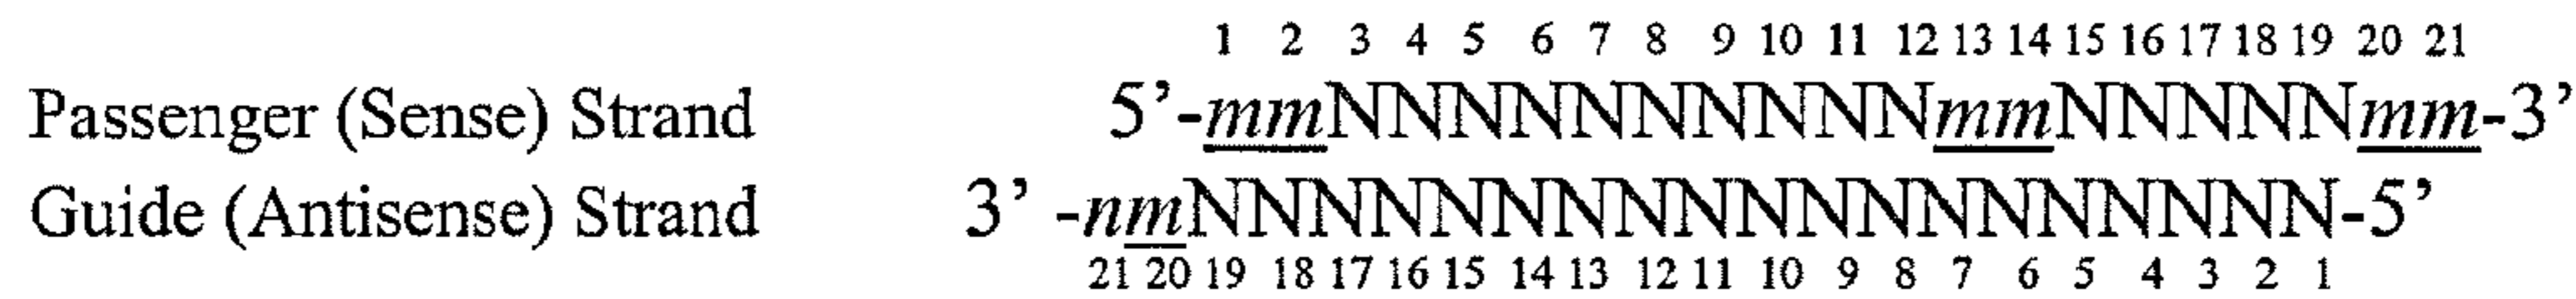 1 2 3 4 5 6 7 8 9 10 11 12 13 14 15 16 17 18 19 20 21
Passenger (Sense) Strand 5’-mmNNNNNNNNNNmmNNNNNmm-3’
Guide (Antisense) Strand 3’ -nmNNNNNNNNNNNNNNNNNNN-5’
21 20 19 18 17 16 15 14 13 12 11 10 9 8 7 6 5 4 3 2 1